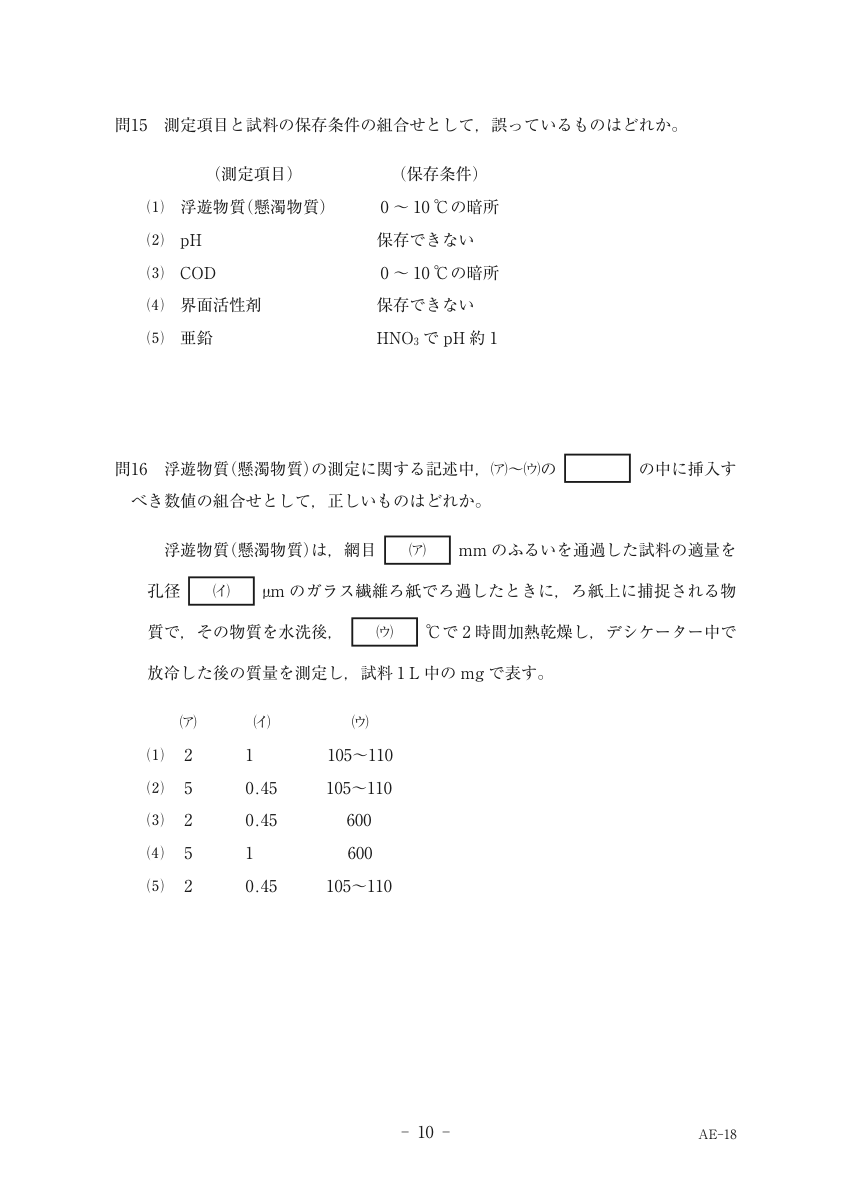 問15　測定項目と試料の保存条件の組合せとして，誤っているものはどれか。
（測定項目）　（保存条件）
⑴　浮遊物質（懸濁物質）　0 ～ 10 ℃の暗所
⑵　pH　保存できない
⑶　COD　0 ～ 10 ℃の暗所
⑷　界面活性剤　保存できない
⑸　亜鉛　HNO₃ で pH 約 1
問16　浮遊物質（懸濁物質）の測定に関する記述中，㈠〜㈢の　の中に挿入す
べき数値の組合せとして，正しいものはどれか。
浮遊物質（懸濁物質）は，網目 (ア) mm のふるいを通過した試料の適量を
孔径 (イ) μm のガラス繊維ろ紙でろ過したときに，ろ紙上に捕捉される物
質で，その物質を水洗後， (ウ) ℃で 2 時間加熱乾燥し，デシケーター中で
放冷した後の質量を測定し，試料 1 L 中の mg で表す。
(ア)　(イ)　(ウ)
⑴　2　1　105～110
⑵　5　0.45　105～110
⑶　2　0.45　600
⑷　5　1　600
⑸　2　0.45　105～110
－ 10 －
AE–18